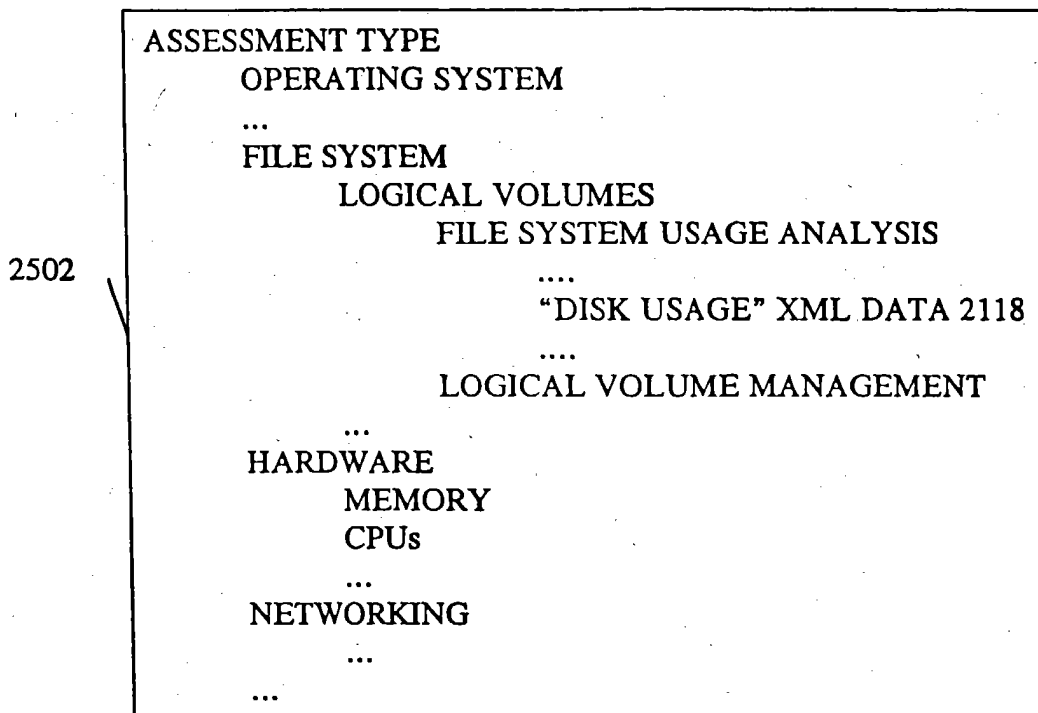 ASSESSMENT TYPE
OPERATING SYSTEM
...
FILE SYSTEM
LOGICAL VOLUMES
FILE SYSTEM USAGE ANALYSIS
2502
....
“DISK USAGE” XML DATA 2118
....
LOGICAL VOLUME MANAGEMENT
...
HARDWARE
MEMORY
CPUs
...
NETWORKING
...
...